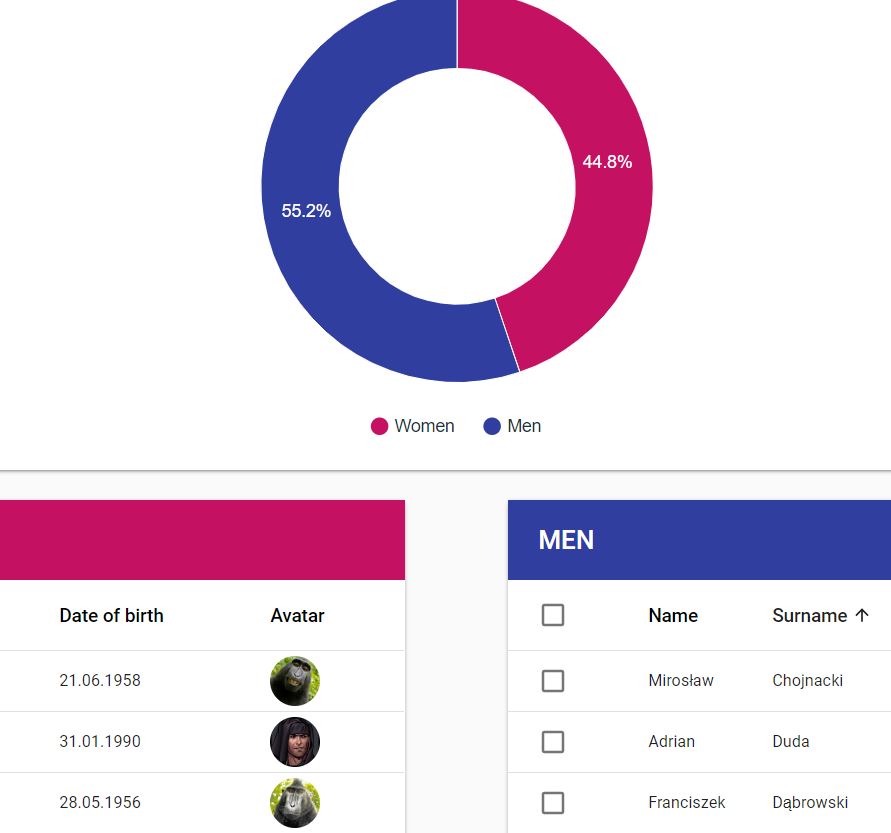 44.8%
55.2%
Women Men
MEN
Date of birth Avatar
Name Surname
21.06.1958
Mirosław Chojnacki
31.01.1990
Adrian Duda
28.05.1956
Franciszek Dąbrowski